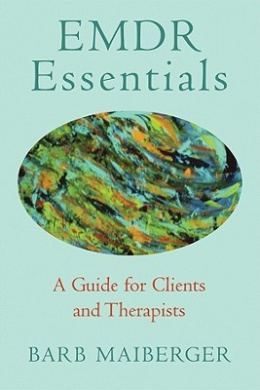 EMDR
Essentials
A Guide for Clients
and Therapists
BARB MAIBERGER